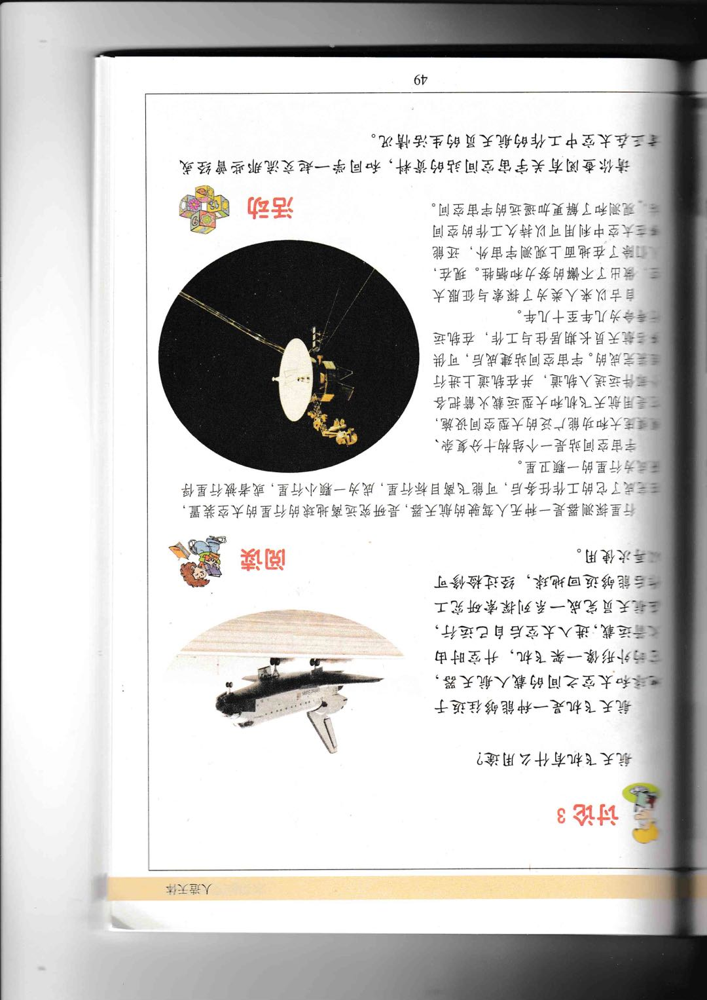 人造天体
讨论 3
航天飞机有什么用途?
航天飞机是一种能够往返于
地球和太空之间的载人航天器,
它的外形像一架飞机,升空时由
火箭运载,进入太空后自己运行,
在航天员完成一系列探索研究工
作后能够返回地球,经过检修可
以再次使用。
阅读
行星探测器是一种无人驾驶的航天器,是研究远离地球的行星的太空装置,
在完成了它的工作任务后,可能飞离目标行星,成为一颗小行星,或者被行星俘
获成为行星的一颗卫星。
宇宙空间站是一个结构十分复杂、
规模庞大和功能广泛的大型空间设施,
它是用航天飞机和大型运载火箭把各
个部件运送入轨道,并在轨道上进行
组装完成的。宇宙空间站建成后,可供
多名航天员长期居住与工作,在轨运
行寿命为几年至十几年。
自古以来人类为了探索与征服太
空,做出了不懈的努力和牺牲。现在,
人们除了在地面上观测宇宙外,还能
够在太空中利用可以持久工作的空间
站,观测和了解更加遥远的宇宙空间。
活动
请你查阅有关宇宙空间站的资料,和同学一起交流那些曾经或
者正在太空中工作的航天员的生活情况。
49